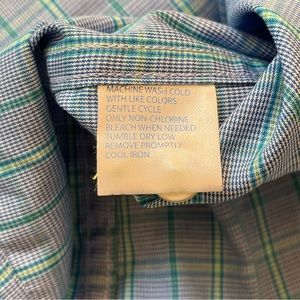 MACHINE WASH COLD
WITH LIKE COLORS
GENTLE CYCLE
ONLY NON-CHLORINE
BLEACH WHEN NEEDED
TUMBLE DRY LOW
REMOVE PROMPTLY
COOL IRON